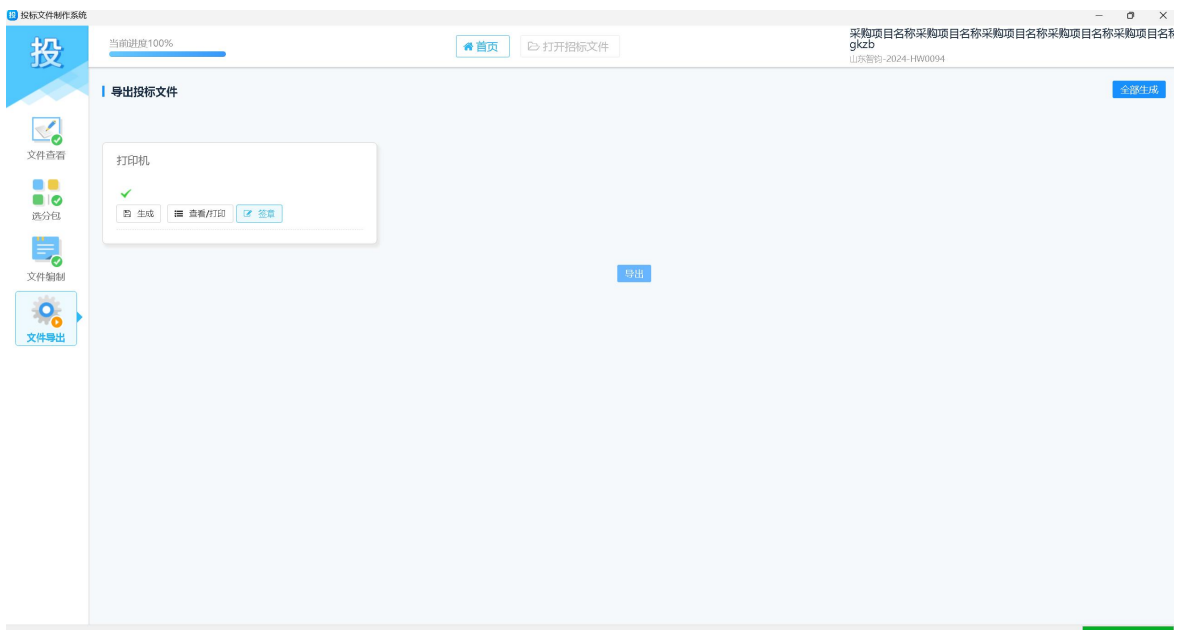 投 投标文件制作系统
投
当前进度100%
首页
打开招标文件
采购项目名称采购项目名称采购项目名称采购项目名称采购项目名称
gkzb
山东智钧-2024-HW0094
导出投标文件
全部生成
文件查看
选分包
文件编制
文件导出
打印机
生成
查看/打印
签章
导出